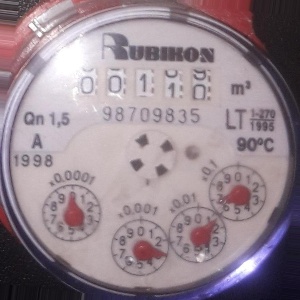 RUBIKON
0011 m³
Qn 1,5
98709835
LT 1-270
1995
A
90°C
1998
x0,0001
x0,1
x0,001
x0,01